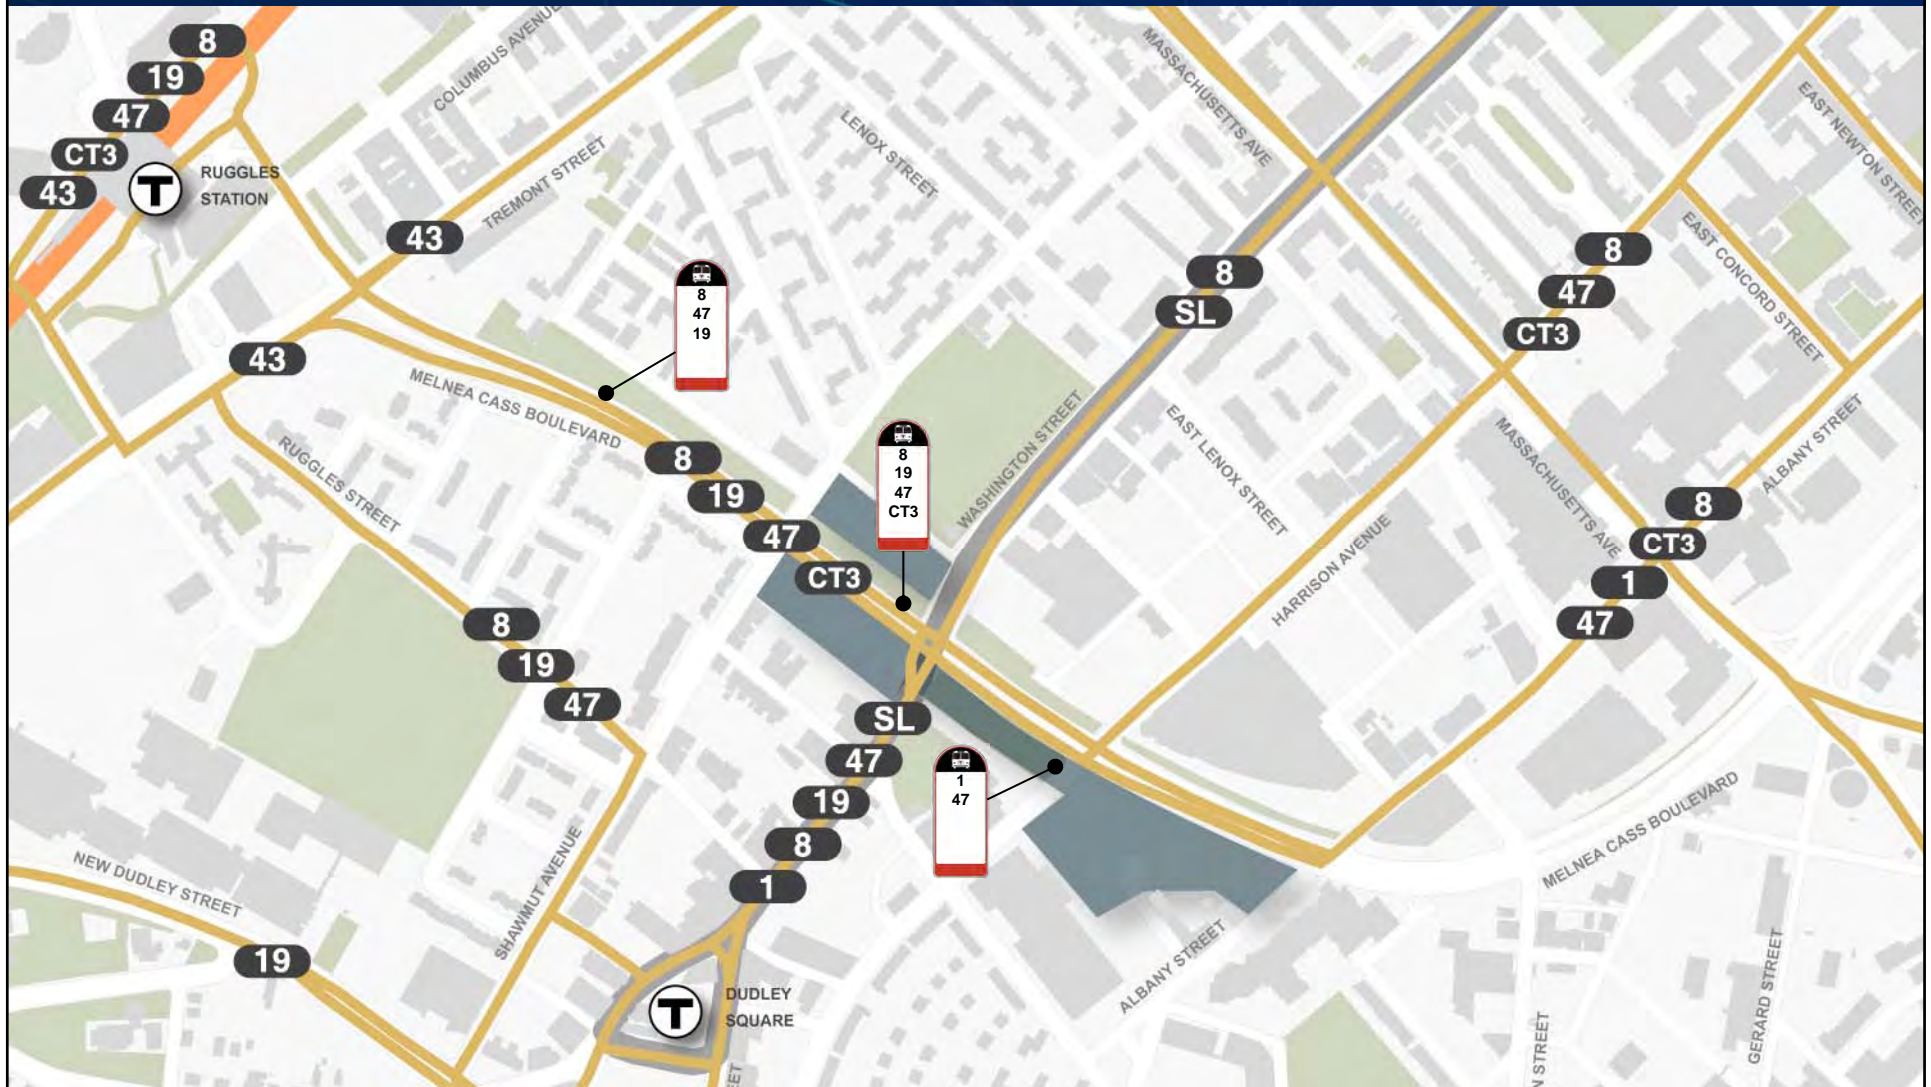 8
19
47
CT3
43
T
RUGGLES
STATION
COLUMBUS AVENUE
TREMONT STREET
43
43
LENOX STREET
MASSACHUSETTS AVE
EAST NEWTON STREET
EAST CONCORD STREET
8
47
CT3
8
SL
8
47
19
MELNEA CASS BOULEVARD
RUGGLES STREET
8
19
47
CT3
8
19
47
CT3
WASHINGTON STREET
EAST LENOX STREET
HARRISON AVENUE
MASSACHUSETTS AVE
ALBANY STREET
8
CT3
1
47
8
19
47
SL
47
19
8
1
1
47
MELNEA CASS BOULEVARD
NEW DUDLEY STREET
SHAWMUT AVENUE
19
T
DUDLEY
SQUARE
ALBANY STREET
GERARD STREET
N STREET
EET